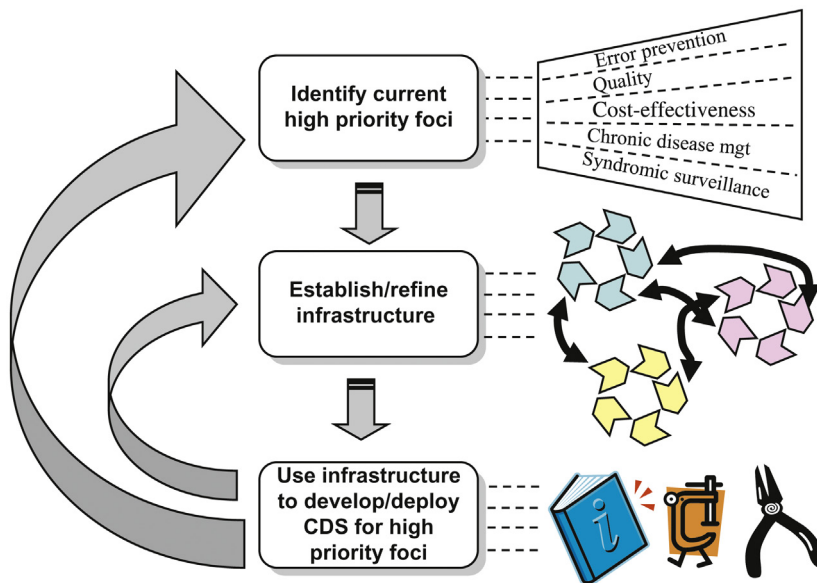 Identify current
high priority foci
Error prevention
Quality
Cost-effectiveness
Chronic disease mgt
Syndromic surveillance
Establish/refine
infrastructure
Use infrastructure
to develop/deploy
CDS for high
priority foci
i